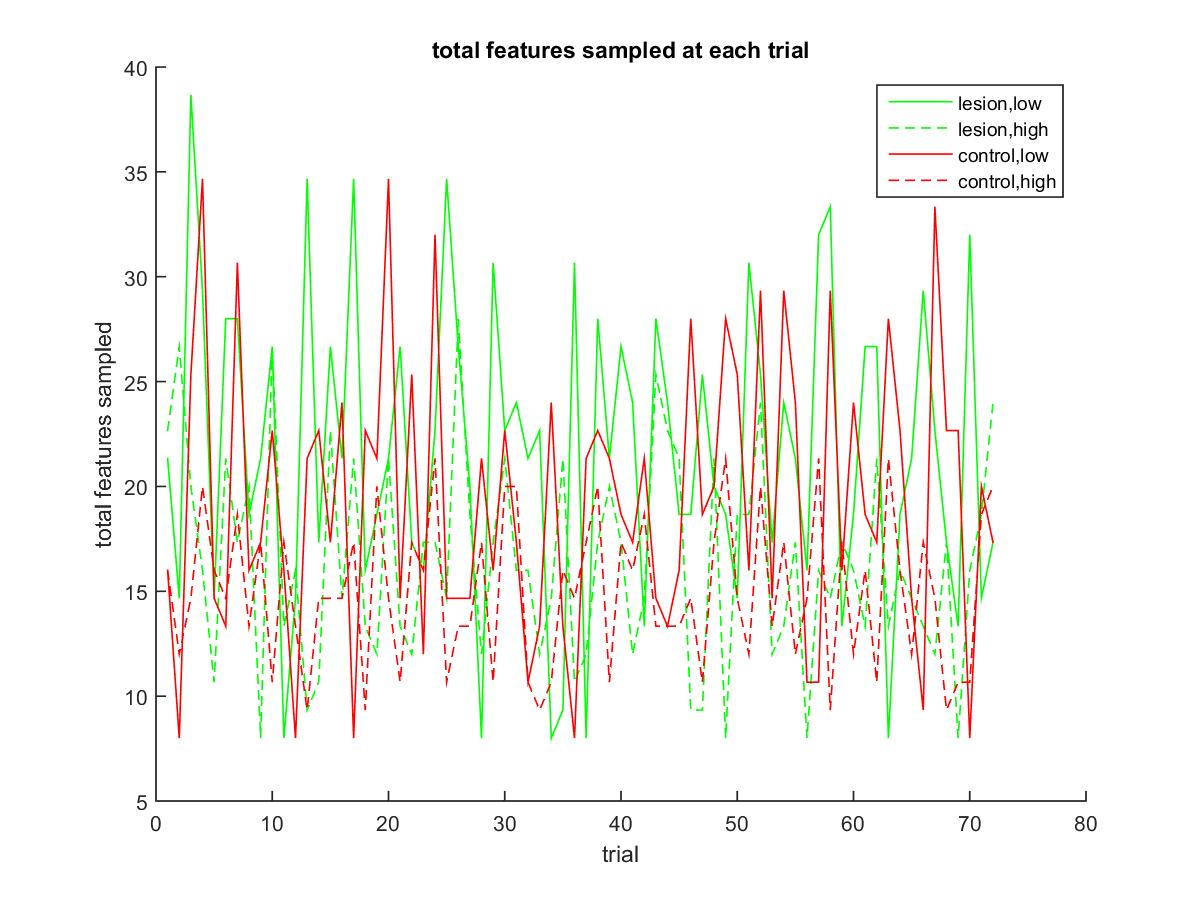 total features sampled at each trial
40
35
30
25
20
15
10
5
total features sampled
lesion,low
lesion,high
control,low
control,high
0 10 20 30 40 50 60 70 80
trial